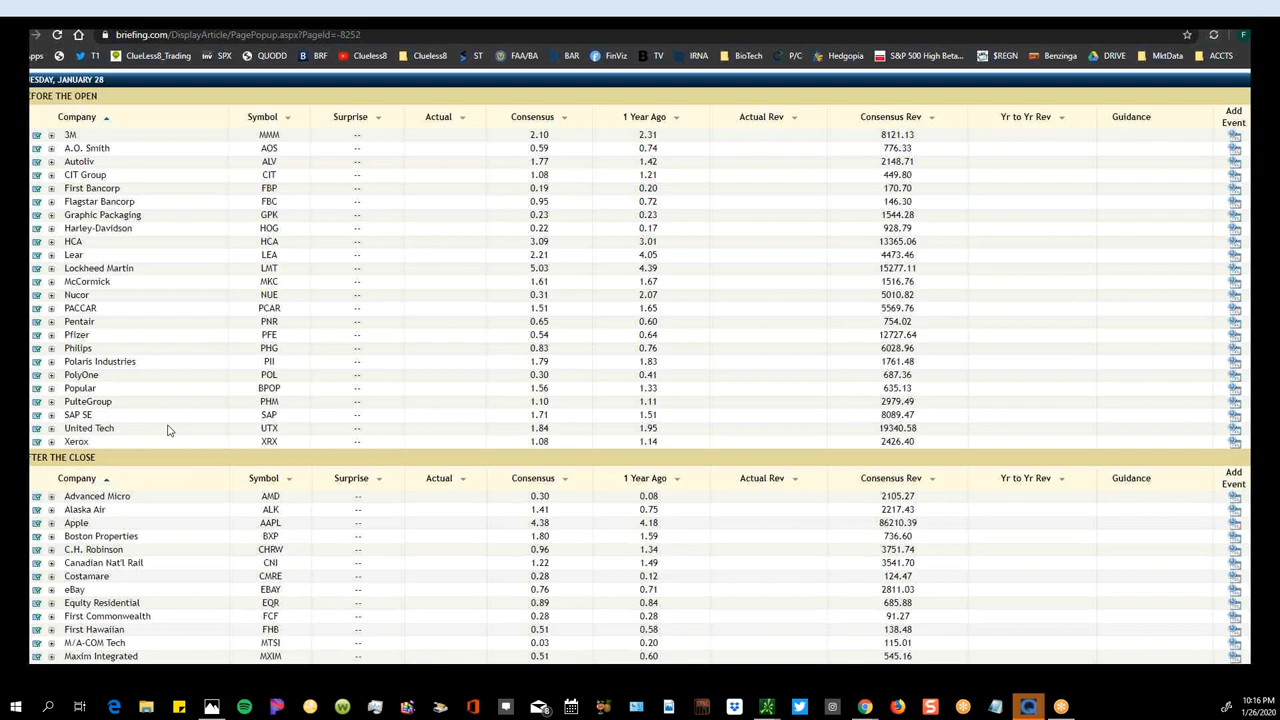 briefing.com/DisplayArticle/PagePopup.aspx?PageId=-8252
Apps T1 ClueLess8_Trading SPX QUODD BRF Clueless8 Clueless8 ST FAA/BA BAR FinViz TV IRNA BioTech P/C Hedgopia S&P 500 High Beta... $REGN Benzinga DRIVE MktData ACCTS
ESDAY, JANUARY 28
EFORE THE OPEN
Company Symbol Surprise Actual Consensus 1 Year Ago Actual Rev Consensus Rev Yr to Yr Rev Guidance Add Event
3M MMM -- 2.10 2.31 8121.13
A.O. Smith AOS -- 0.59 0.74 776.33
Autoliv ALV -- 1.77 1.42 2148.71
CIT Group CIT -- 1.08 1.21 449.80
First Bancorp FBP -- 0.19 0.20 170.70
Flagstar Bancorp FBC -- 0.95 0.72 146.30
Graphic Packaging GPK -- 0.23 0.23 1544.28
Harley-Davidson HOG -- 0.22 0.17 928.79
HCA HCA -- 3.09 3.01 13365.06
Lear LEA -- 2.21 4.05 4473.46
Lockheed Martin LMT -- 5.03 4.39 15277.11
McCormick MKC -- 1.61 1.67 1516.76
Nucor NUE -- 0.31 2.07 5010.82
PACCAR PCAR -- 1.51 1.65 5569.76
Pentair PNR -- 0.65 0.60 754.02
Pfizer PFE -- 0.54 0.64 12727.64
Philips PHG -- 0.83 0.76 6028.96
Polaris Industries PII -- 1.79 1.83 1761.48
PolyOne POL -- 0.30 0.41 687.36
Popular BPOP -- 1.56 1.33 635.13
PulteGroup PHM -- 1.10 1.11 2979.49
SAP SE SAP -- 1.71 1.51 8089.47
United Tech UTX -- 1.84 1.95 19340.58
Xerox XRX -- 1.08 1.14 2426.40
FTER THE CLOSE
Company Symbol Surprise Actual Consensus 1 Year Ago Actual Rev Consensus Rev Yr to Yr Rev Guidance Add Event
Advanced Micro AMD -- 0.30 0.08 2105.27
Alaska Air ALK -- 1.41 0.75 2217.43
Apple AAPL -- 4.38 4.18 86210.39
Boston Properties BXP -- 1.80 1.59 736.60
C.H. Robinson CHRW -- 0.96 1.34 3751.74
Canadian Nat'l Rail CNI -- 1.22 1.49 3541.70
Costamare CMRE -- 0.28 0.12 124.47
eBay EBAY -- 0.76 0.71 2811.03
Equity Residential EQR -- 0.89 0.84 685.88
First Commonwealth FCF -- 0.28 0.28 91.27
First Hawaiian FHB -- 0.51 0.58 138.48
M/A-COM Tech MTSI -- 0.03 0.20 115.01
Maxim Integrated MXIM -- 0.51 0.60 545.16
10:16 PM
1/26/2020